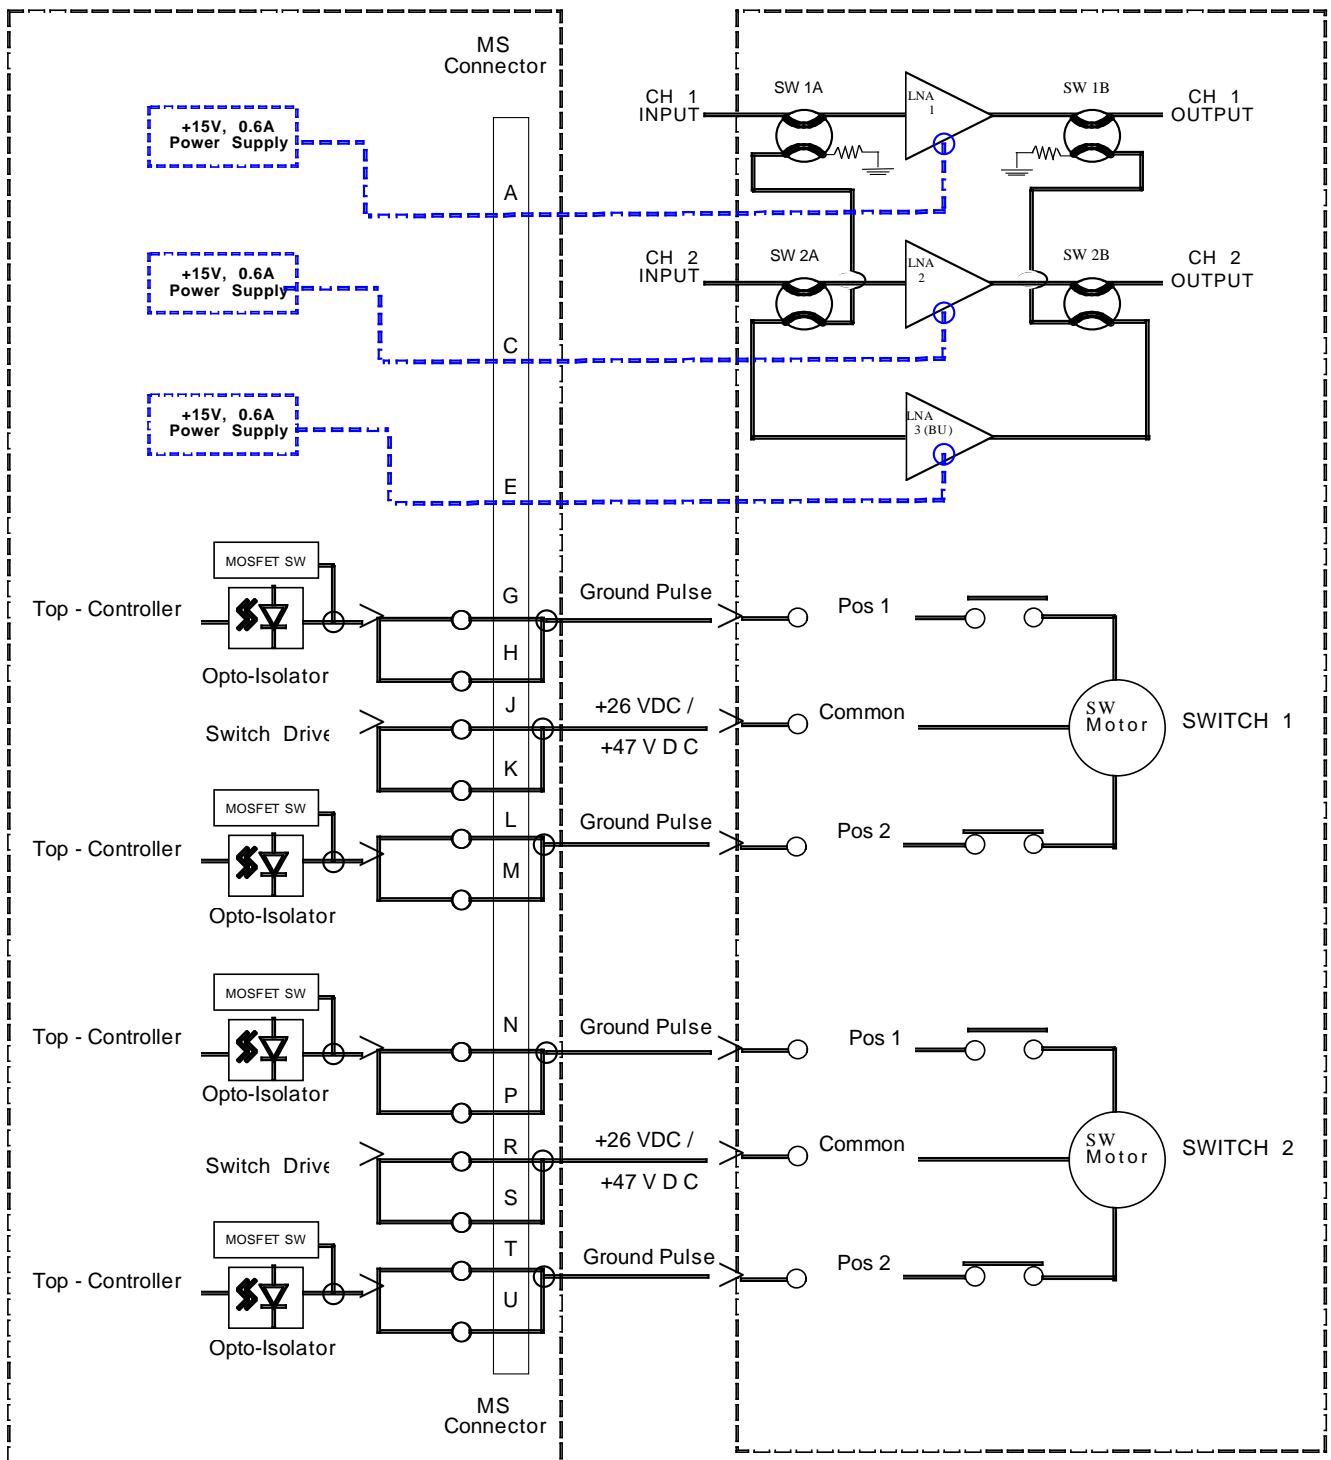 MS
Connector
+15V, 0.6A
Power Supply
A
CH 1
INPUT
SW 1A
LNA
1
SW 1B
CH 1
OUTPUT
+15V, 0.6A
Power Supply
C
CH 2
INPUT
SW 2A
LNA
2
SW 2B
CH 2
OUTPUT
+15V, 0.6A
Power Supply
E
LNA
3 (BU)
MOSFET SW
Top - Controller
Opto-Isolator
G
H
Ground Pulse
Pos 1
Switch Drive
J
K
+26 VDC /
+47 V D C
Common
SW
Motor
SWITCH 1
MOSFET SW
Top - Controller
Opto-Isolator
L
M
Ground Pulse
Pos 2
MOSFET SW
Top - Controller
Opto-Isolator
N
P
Ground Pulse
Pos 1
Switch Drive
R
S
+26 VDC /
+47 V D C
Common
SW
Motor
SWITCH 2
MOSFET SW
Top - Controller
Opto-Isolator
T
U
Ground Pulse
Pos 2
MS
Connector